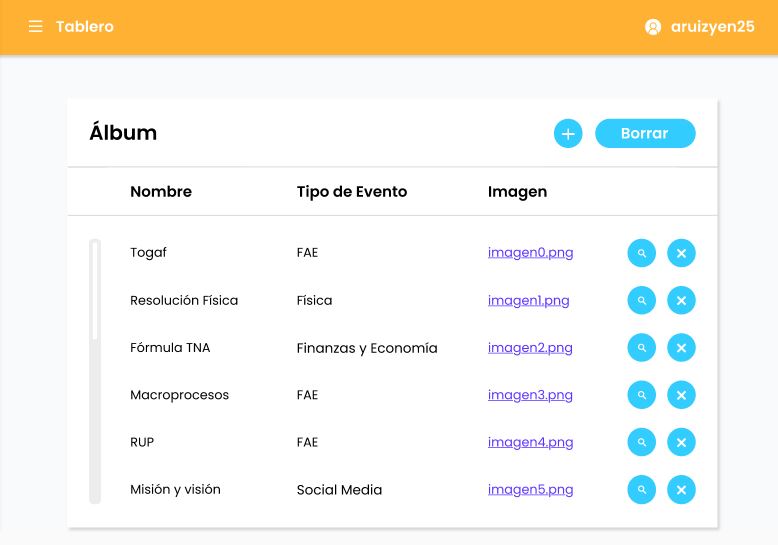 Tablero aruizyen25
Álbum Borrar
Nombre Tipo de Evento Imagen
Togaf FAE imagen0.png
Resolución Física Física imagen1.png
Fórmula TNA Finanzas y Economía imagen2.png
Macroprocesos FAE imagen3.png
RUP FAE imagen4.png
Misión y visión Social Media imagen5.png